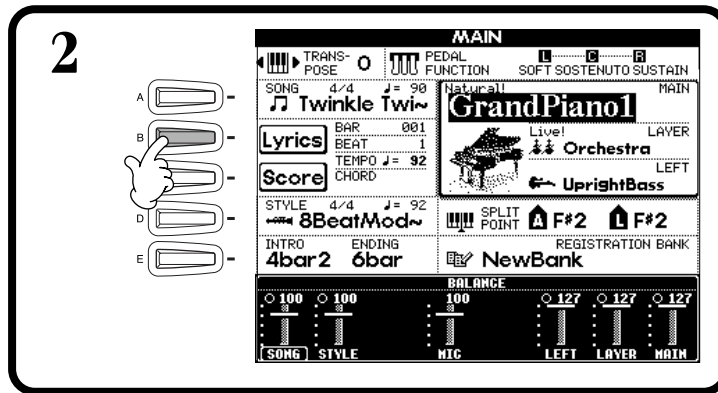 2
MAIN
TRANS-
POSE 0
PEDAL
FUNCTION
L C R
SOFT SOSTENUTO SUSTAIN
A
B
D
E
SONG 4/4 ♩= 90
Twinkle Twi~
Lyrics
BAR 001
BEAT 1
TEMPO ♩= 92
Score
CHORD
STYLE 4/4 ♩= 92
8BeatMod~
INTRO ENDING
4bar2 6bar
Natural! MAIN
GrandPiano1
Live! LAYER
Orchestra
LEFT
UprightBass
SPLIT
POINT A F#2 L F#2
REGISTRATION BANK
NewBank
BALANCE
100 100 100 127 127 127
SONG STYLE MIC LEFT LAYER MAIN